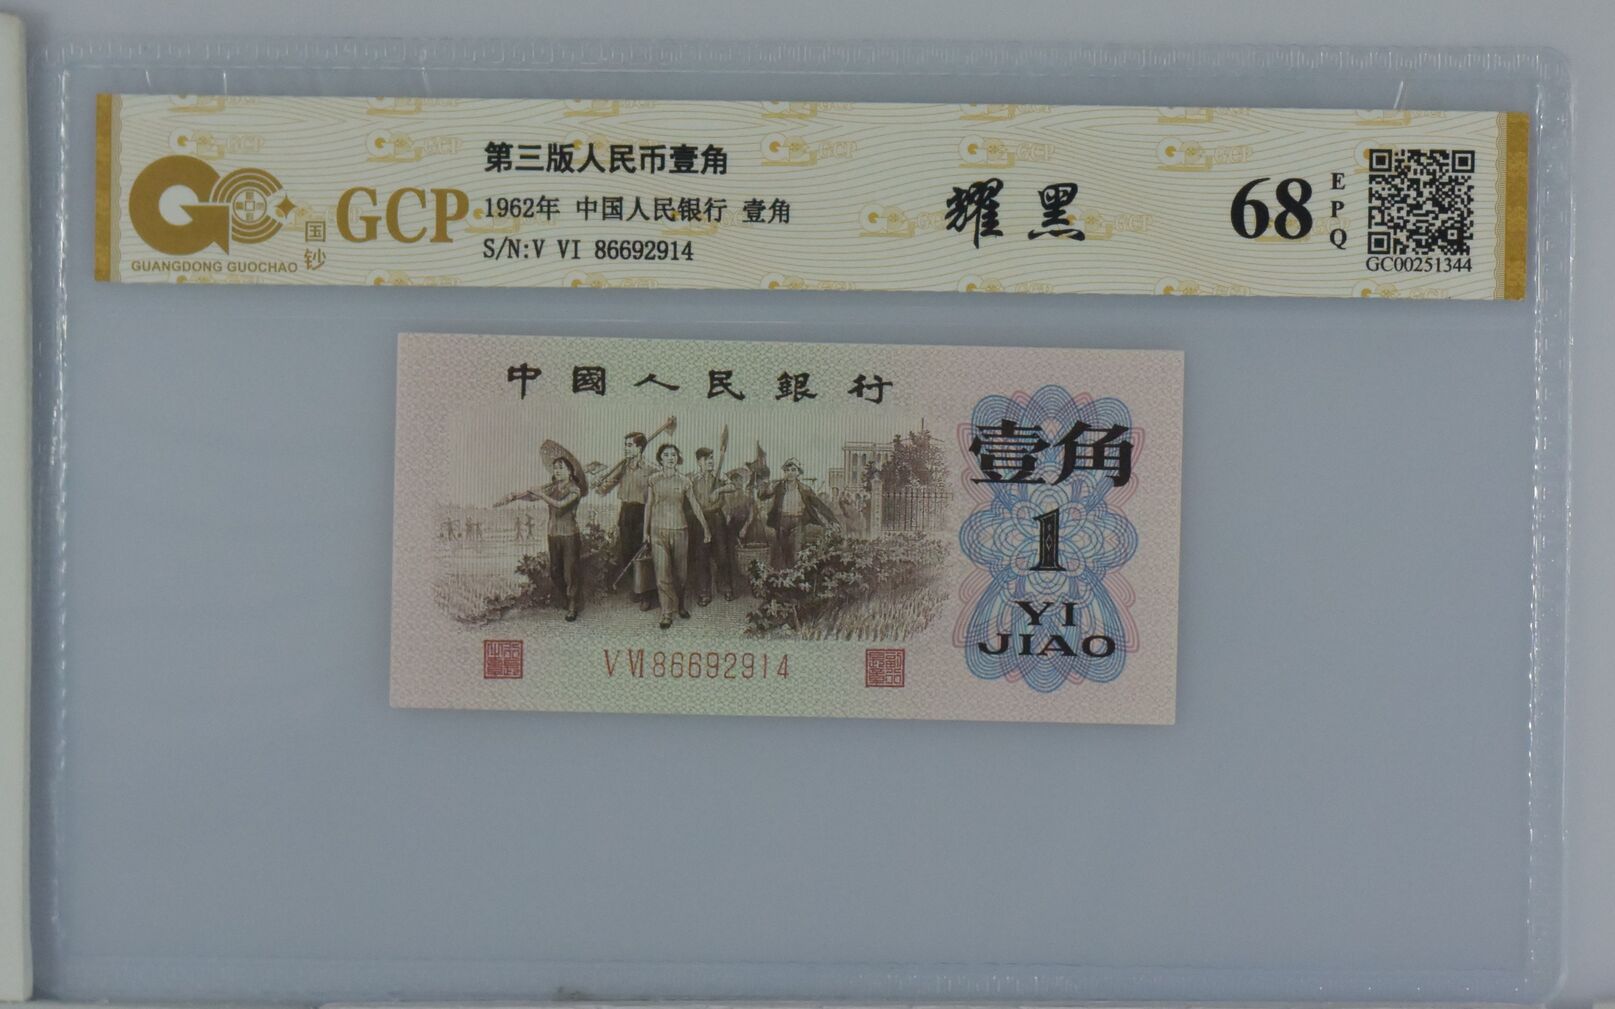 第三版人民币壹角
1962年 中国人民银行 壹角
S/N:V VI 86692914
GCP
国钞
GUANGDONG GUOCHAO
耀黑
68
EPQ
GC00251344
中國人民銀行
壹角
1
YI
JIAO
V VI 86692914